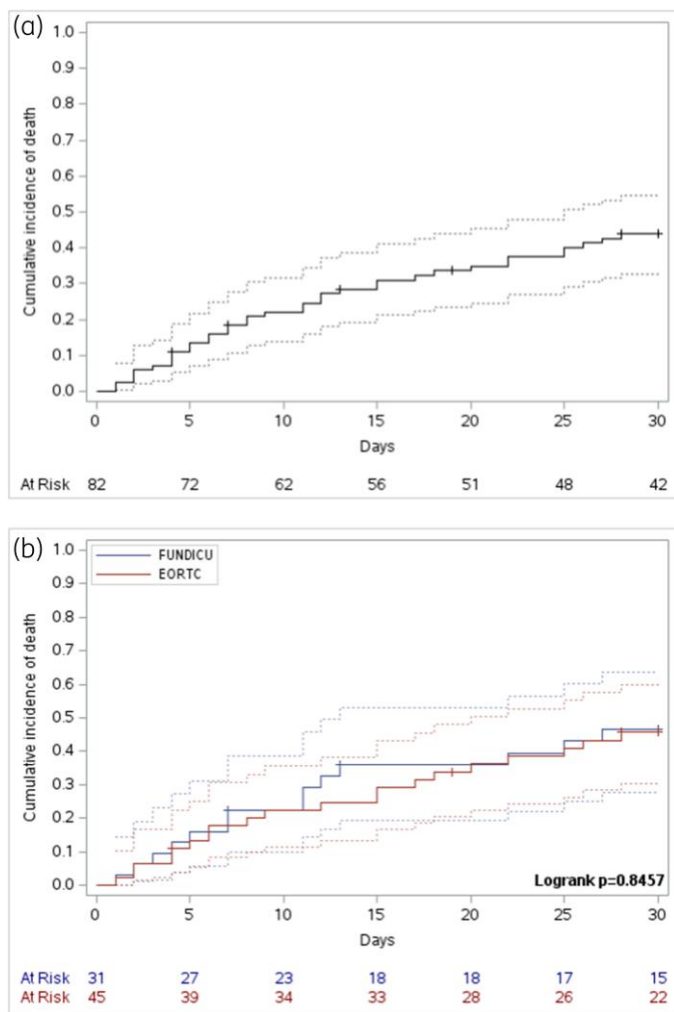 (a)
Cumulative incidence of death
1.0
0.9
0.8
0.7
0.6
0.5
0.4
0.3
0.2
0.1
0.0
0 5 10 15 20 25 30
Days
At Risk 82 72 62 56 51 48 42
(b)
Cumulative incidence of death
1.0
0.9
0.8
0.7
0.6
0.5
0.4
0.3
0.2
0.1
0.0
FUNDICU
EORTC
Logrank p=0.8457
0 5 10 15 20 25 30
Days
At Risk 31 27 23 18 18 17 15
At Risk 45 39 34 33 28 26 22